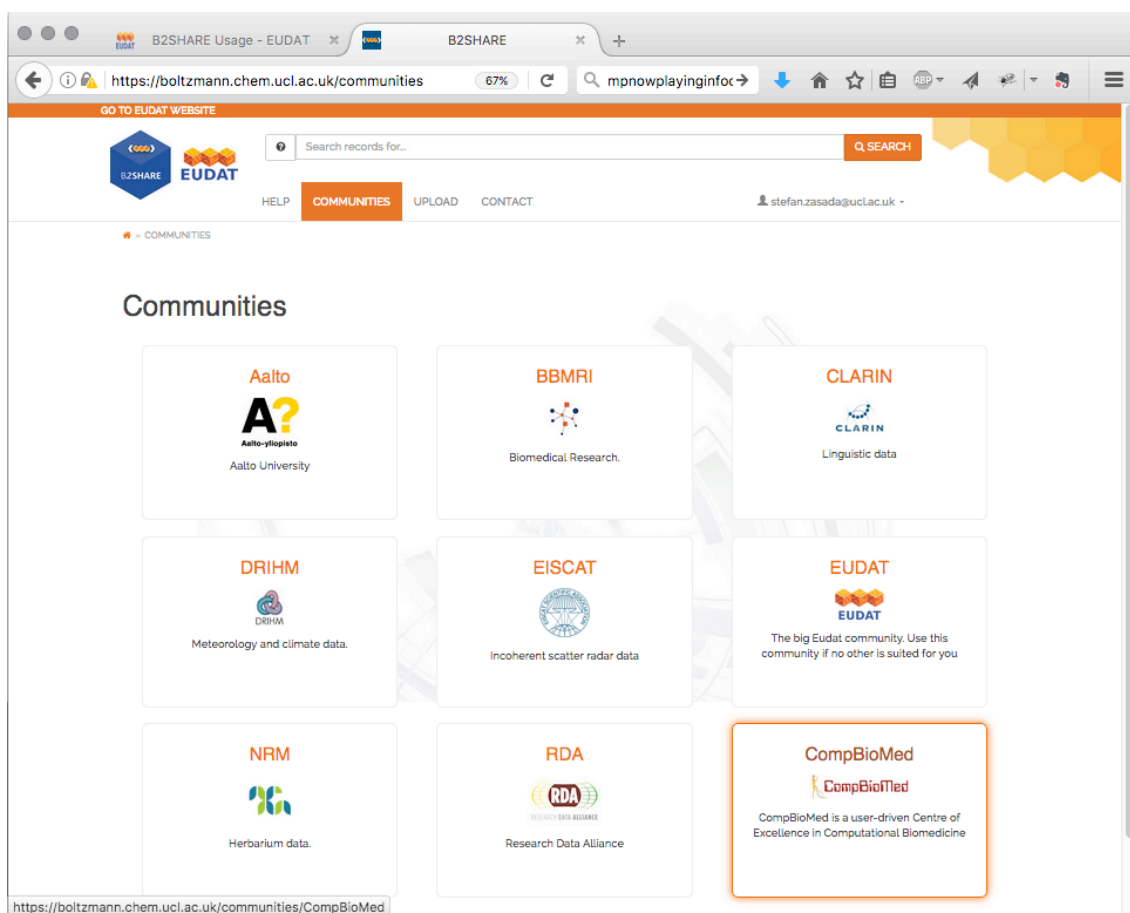 B2SHARE Usage - EUDAT
B2SHARE
https://boltzmann.chem.ucl.ac.uk/communities
67%
mpnowplayinginfoc
ABP
GO TO EUDAT WEBSITE
B2SHARE
EUDAT
Search records for...
SEARCH
HELP
COMMUNITIES
UPLOAD
CONTACT
stefan.zasada@ucl.ac.uk
» COMMUNITIES
Communities
Aalto
A?
Aalto-yliopisto
Aalto University
BBMRI
Biomedical Research.
CLARIN
CLARIN
Linguistic data
DRIHM
DRIHM
Meteorology and climate data.
EISCAT
EISCAT SCIENTIFIC ASSOCIATION
Incoherent scatter radar data
EUDAT
EUDAT
The big Eudat community. Use this
community if no other is suited for you
NRM
Herbarium data.
RDA
RDA
RESEARCH DATA ALLIANCE
Research Data Alliance
CompBioMed
CompBioMed
CompBioMed is a user-driven Centre of
Excellence in Computational Biomedicine
https://boltzmann.chem.ucl.ac.uk/communities/CompBioMed